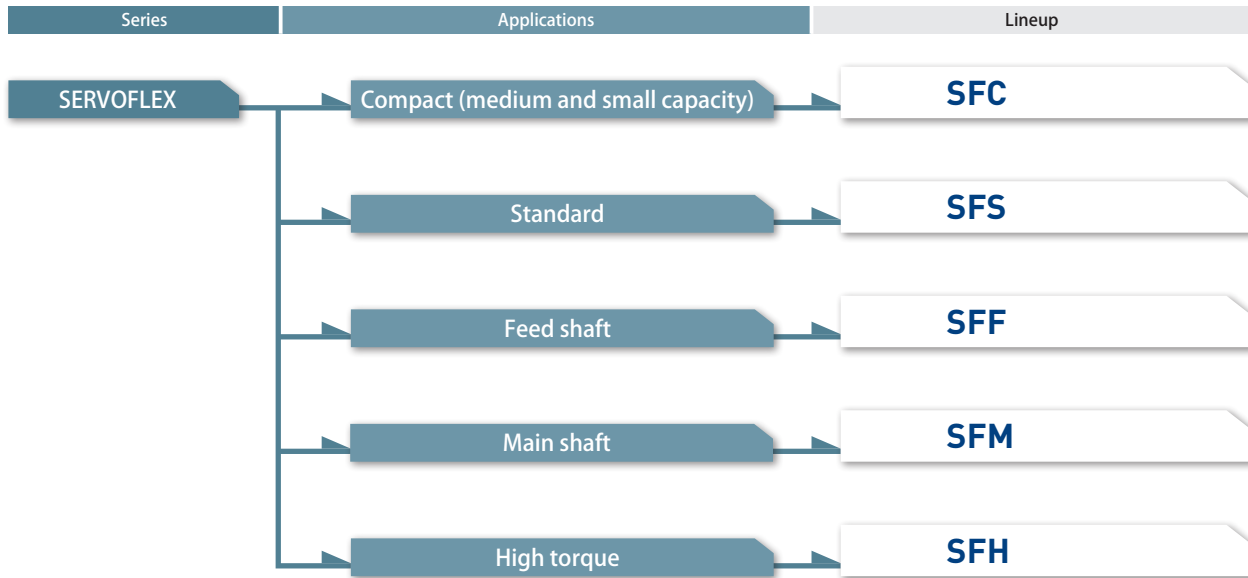 Series Applications Lineup
SERVOFLEX Compact (medium and small capacity) SFC
Standard SFS
Feed shaft SFF
Main shaft SFM
High torque SFH